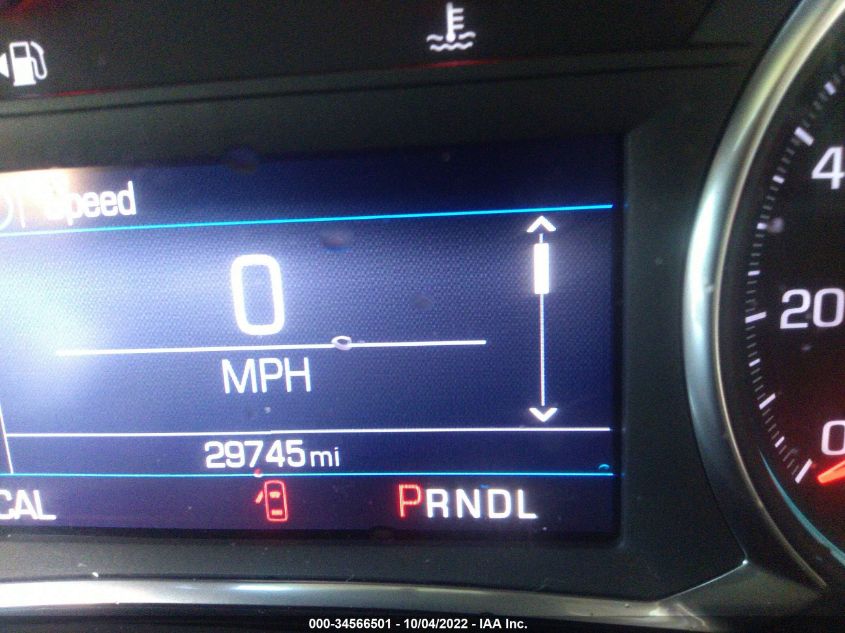 Speed
4
0
20
MPH
0
29745 mi
CAL
PRNDL
000-34566501 - 10/04/2022 - IAA Inc.